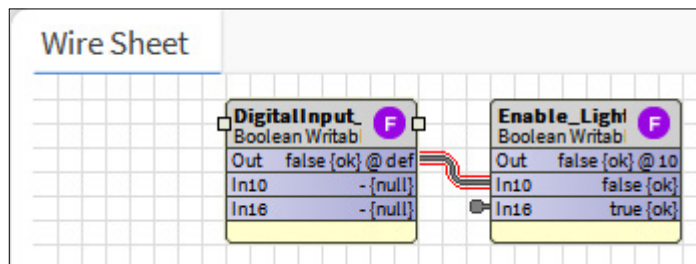 Wire Sheet
DigitalInput_
F
Boolean Writabl
Out false {ok} @ def
In10 - {null}
In16 - {null}
Enable_Light
F
Boolean Writabl
Out false {ok} @ 10
In10 false {ok}
In16 true {ok}